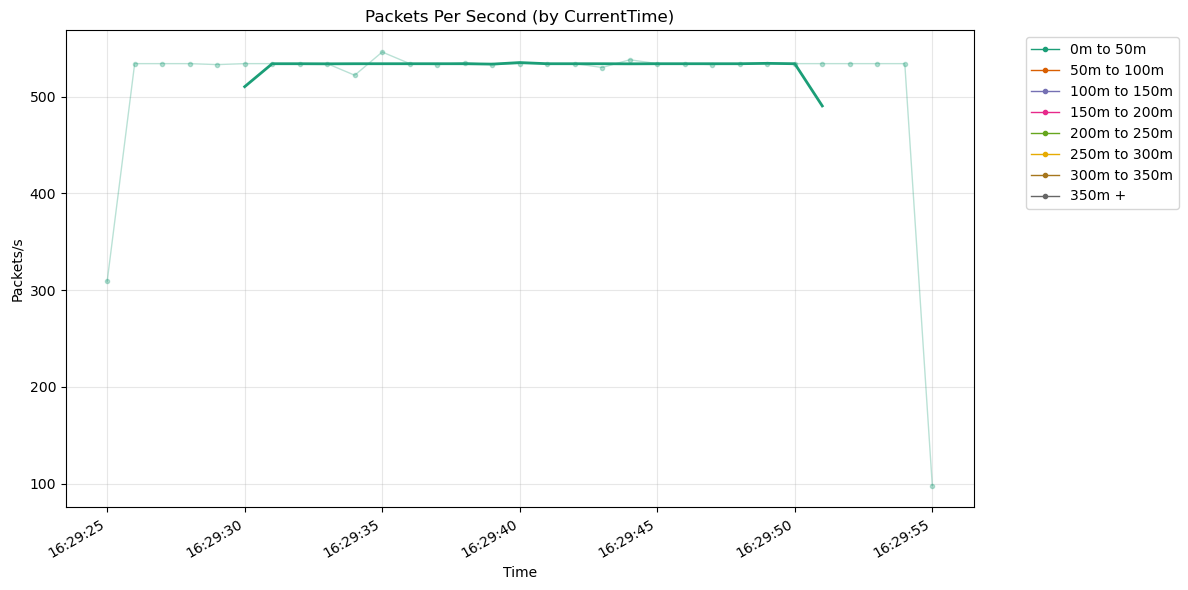 Packets Per Second (by CurrentTime)
0m to 50m
50m to 100m
100m to 150m
150m to 200m
200m to 250m
250m to 300m
300m to 350m
350m +
Packets/s
500
400
300
200
100
16:29:25
16:29:30
16:29:35
16:29:40
16:29:45
16:29:50
16:29:55
Time